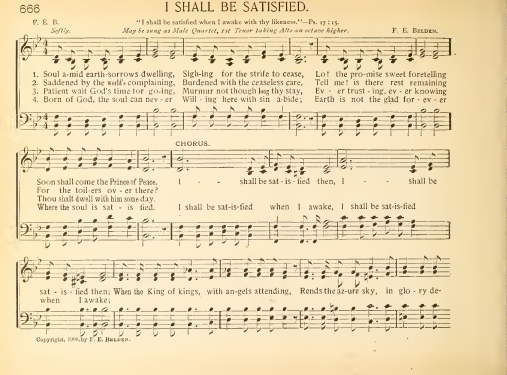 666
I SHALL BE SATISFIED.
F. E. B.
"I shall be satisfied when I awake with thy likeness."—Ps. 17 : 15.
Softly.
May be sung as Male Quartet, 1st Tenor taking Alto an octave higher.
F. E. BELDEN.
1. Soul a-mid earth-sorrows dwelling, Sigh-ing for the strife to cease, Lo! the pro-mise sweet foretelling
2. Saddened by the world's complaining, Burdened with the ceaseless care, Tell me! is there rest remaining
3. Patient wait God's time for go-ing, Murmur not though long thy stay, Ev - er trust-ing, ev - er knowing
4. Born of God, the soul can nev - er Will - ing here with sin a-bide; Earth is not the glad for - ev - er
CHORUS.
Soon shall come the Prince of Peace. I - - shall be sat - is - fied then, I - - shall be
For the toil-ers ov - er there?
Thou shalt dwell with him some day.
Where the soul is sat - is - fied. I shall be sat-is-fied when I awake, I shall be sat-is-fied
sat - is - fied then; When the King of kings, with an-gels attending, Rends the az-ure sky, in glo - ry de-
when I awake;
Copyright, by F. E. BELDEN.